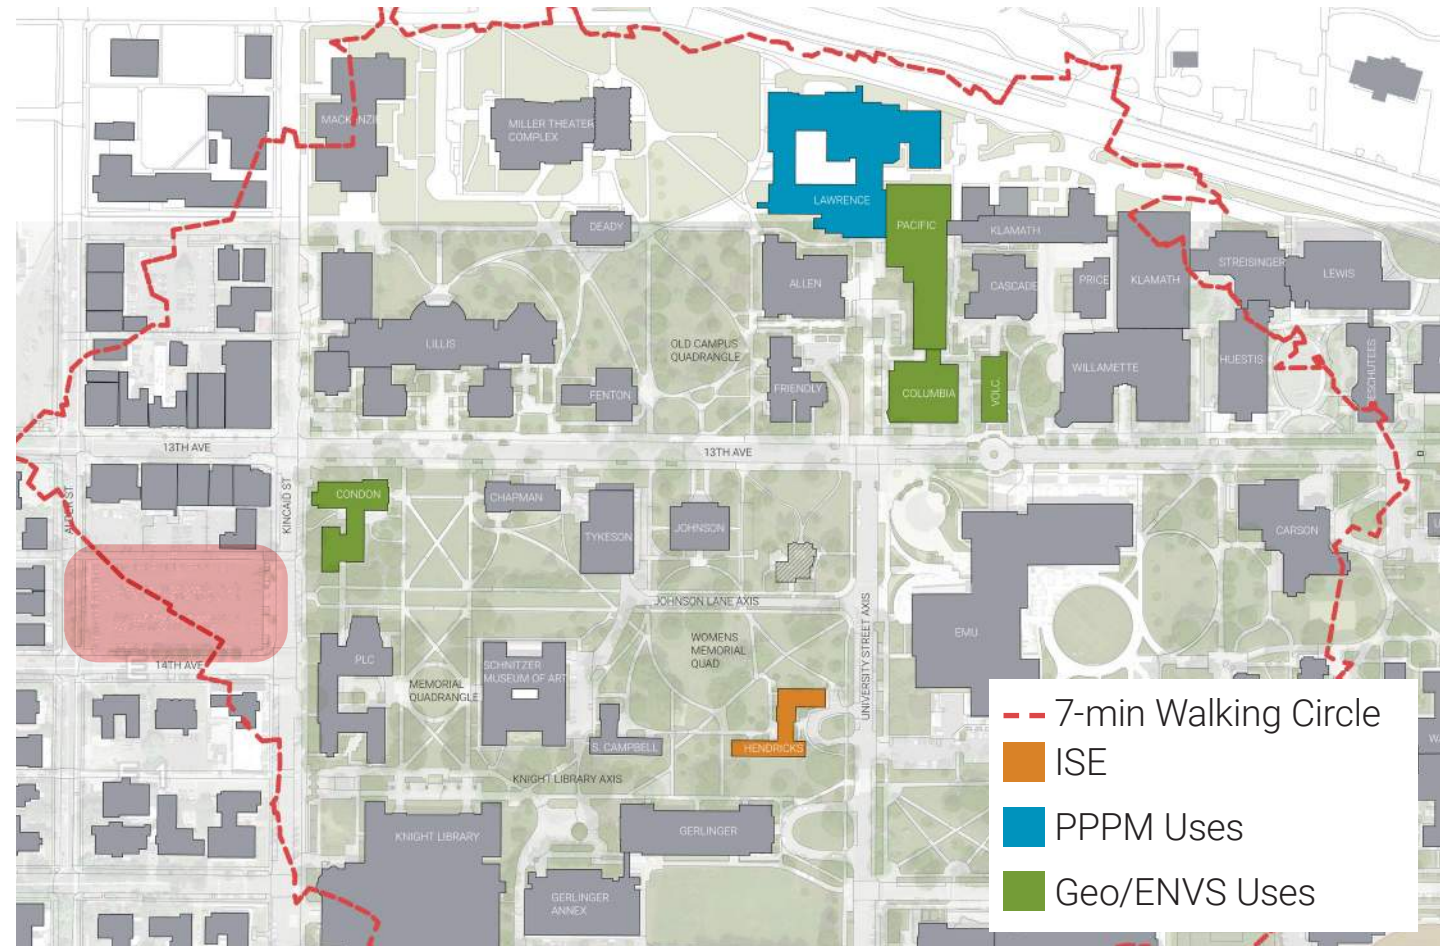 MACKENZIE
MILLER THEATER
COMPLEX
LAWRENCE
DEADY
PACIFIC
KLAMATH
STREISINGER
LEWIS
ALLEN
CASCADE
PRICE
KLAMATH
LILLIS
OLD CAMPUS
QUADRANGLE
HUESTIS
WILLAMETTE
DESCHUTEES
FENTON
FRIENDLY
COLUMBIA
VOLC.
13TH AVE
13TH AVE
ALDER ST
KINCAID ST
CONDON
CHAPMAN
TYKESON
JOHNSON
CARSON
JOHNSON LANE AXIS
UNIVERSITY STREET AXIS
EMU
WOMENS
MEMORIAL
QUAD
14TH AVE
PLC
SCHNITZER
MUSEUM OF ART
MEMORIAL
QUADRANGLE
S. CAMPBELL
HENDRICKS
KNIGHT LIBRARY AXIS
KNIGHT LIBRARY
GERLINGER
GERLINGER
ANNEX
7-min Walking Circle
ISE
PPPM Uses
Geo/ENVS Uses